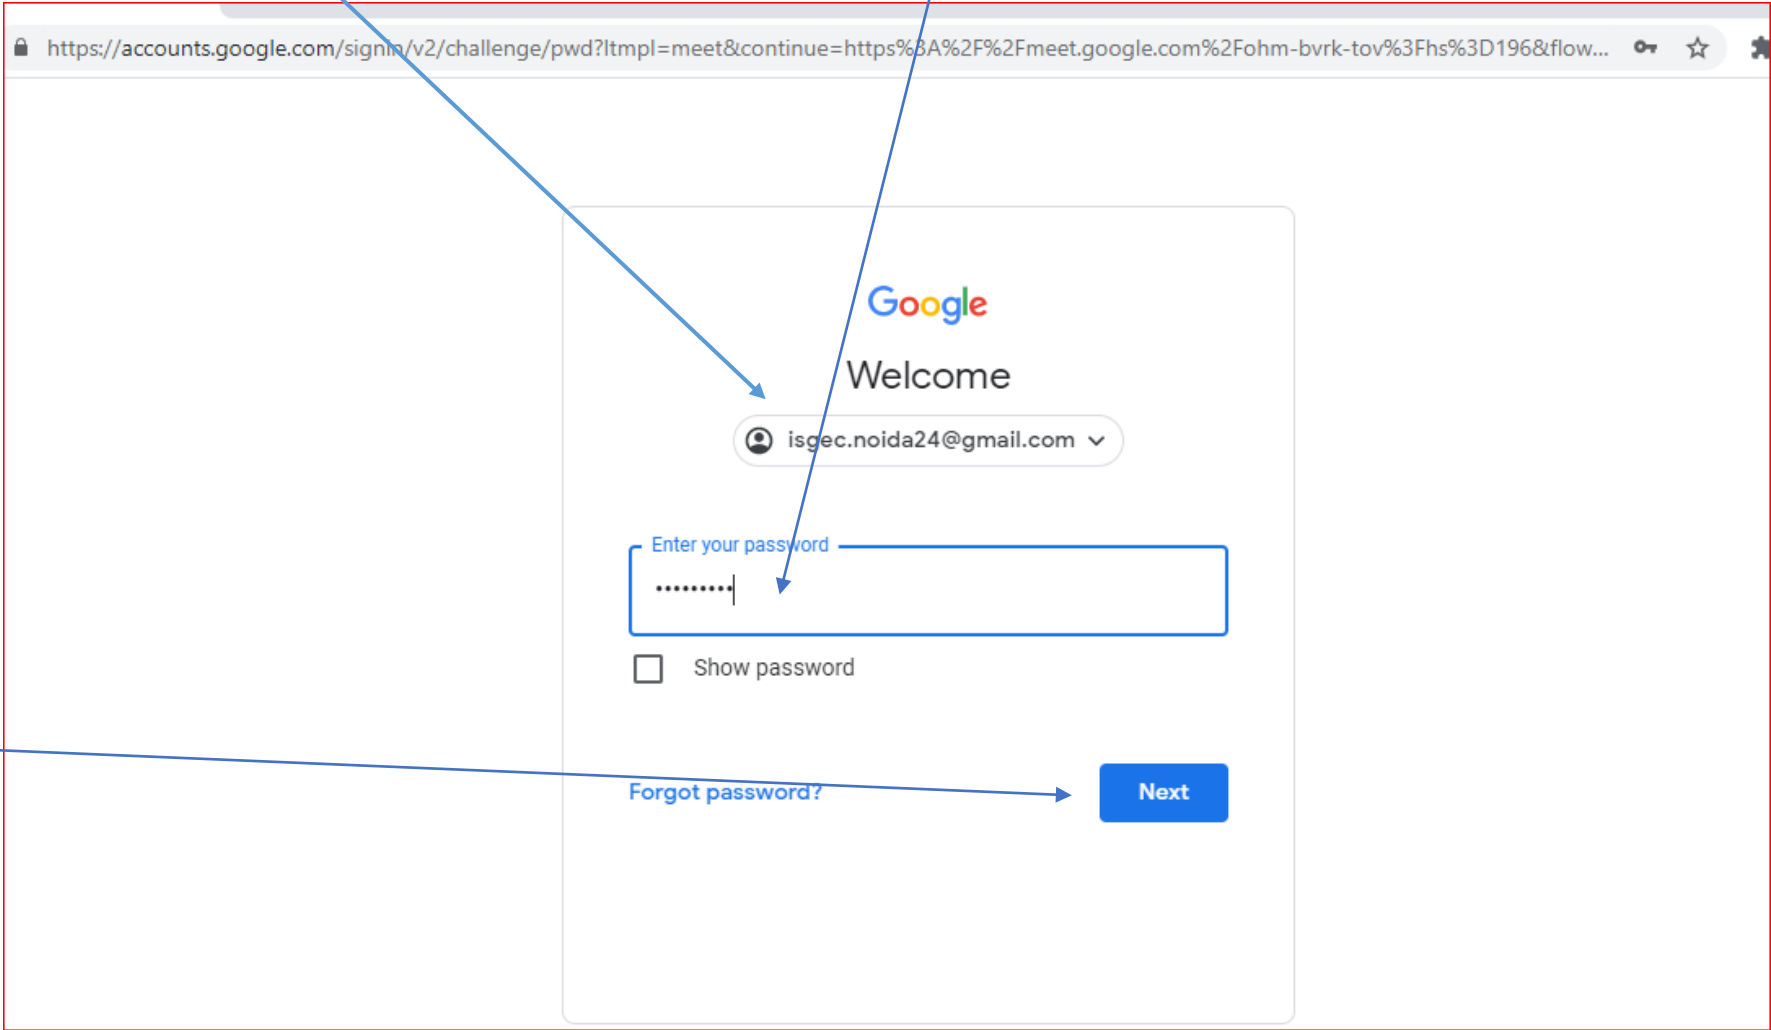 https://accounts.google.com/signin/v2/challenge/pwd?ltmpl=meet&continue=https%3A%2F%2Fmeet.google.com%2Fohm-bvrk-tov%3Fhs%3D196&flow...
Google
Welcome
isgec.noida24@gmail.com
Enter your password
•••••••••
Show password
Forgot password?
Next